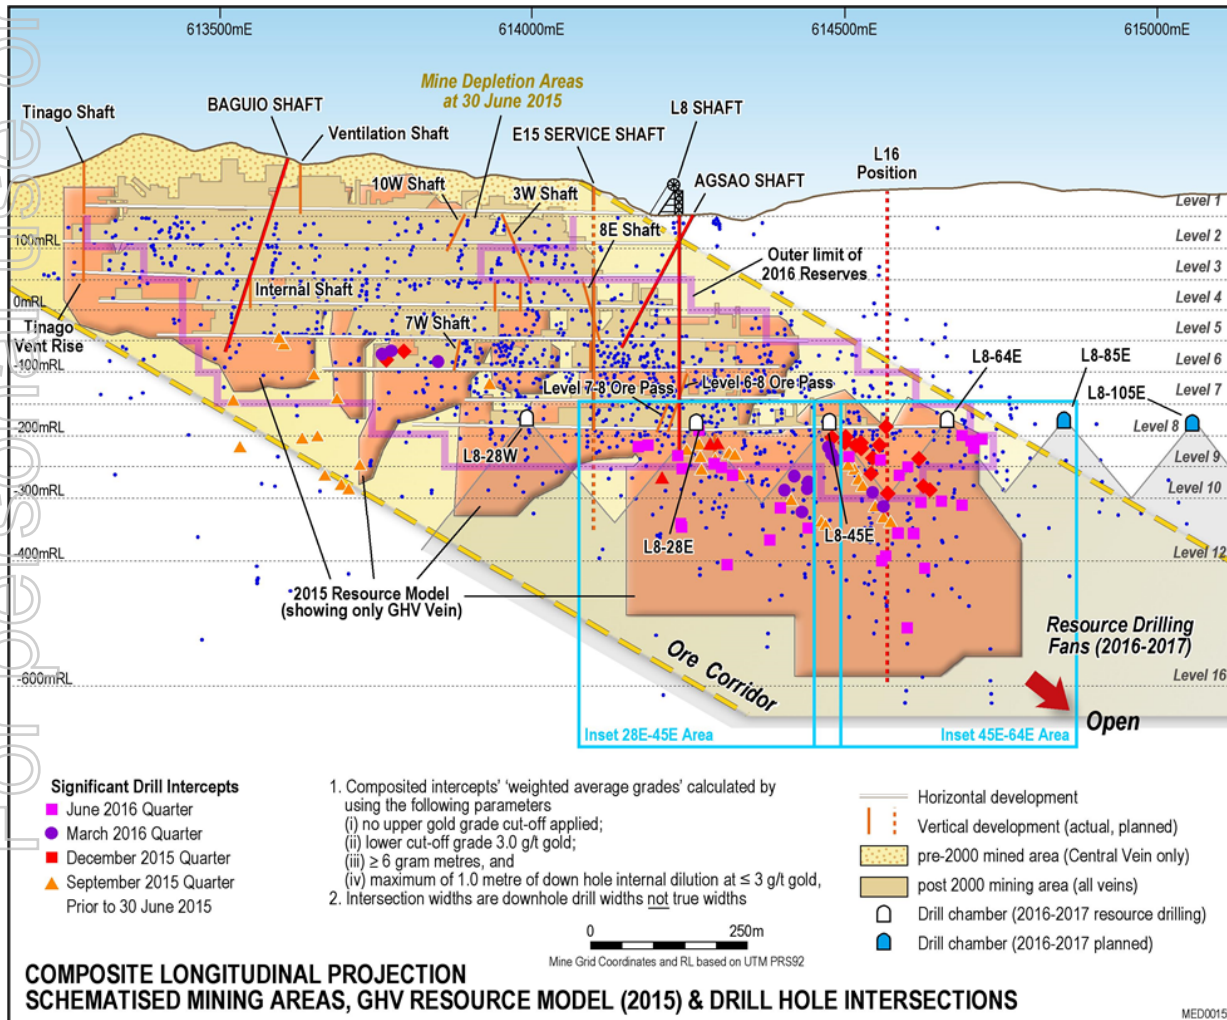 613500mE
614000mE
614500mE
615000mE
Mine Depletion Areas
at 30 June 2015
Tinago Shaft
BAGUIO SHAFT
Ventilation Shaft
E15 SERVICE SHAFT
L8 SHAFT
L16
Position
10W Shaft
3W Shaft
AGSAO SHAFT
8E Shaft
Level 1
Level 2
Level 3
Level 4
Level 5
Level 6
Level 7
Level 8
Level 9
Level 10
Level 12
Level 16
100mRL
0mRL
-100mRL
-200mRL
-300mRL
-400mRL
-600mRL
Outer limit of
2016 Reserves
Internal Shaft
Tinago
Vent Rise
7W Shaft
Level 7-8 Ore Pass
Level 6-8 Ore Pass
L8-64E
L8-85E
L8-105E
L8-28W
L8-28E
L8-45E
2015 Resource Model
(showing only GHV Vein)
Ore Corridor
Resource Drilling
Fans (2016-2017)
Open
Inset 28E-45E Area
Inset 45E-64E Area
Significant Drill Intercepts
June 2016 Quarter
March 2016 Quarter
December 2015 Quarter
September 2015 Quarter
Prior to 30 June 2015
1. Composited intercepts' 'weighted average grades' calculated by
using the following parameters
(i) no upper gold grade cut-off applied;
(ii) lower cut-off grade 3.0 g/t gold;
(iii) ≥ 6 gram metres, and
(iv) maximum of 1.0 metre of down hole internal dilution at ≤ 3 g/t gold,
2. Intersection widths are downhole drill widths not true widths
0 250m
Mine Grid Coordinates and RL based on UTM PRS92
Horizontal development
Vertical development (actual, planned)
pre-2000 mined area (Central Vein only)
post 2000 mining area (all veins)
Drill chamber (2016-2017 resource drilling)
Drill chamber (2016-2017 planned)
COMPOSITE LONGITUDINAL PROJECTION
SCHEMATISED MINING AREAS, GHV RESOURCE MODEL (2015) & DRILL HOLE INTERSECTIONS
MED0015
For personal use on